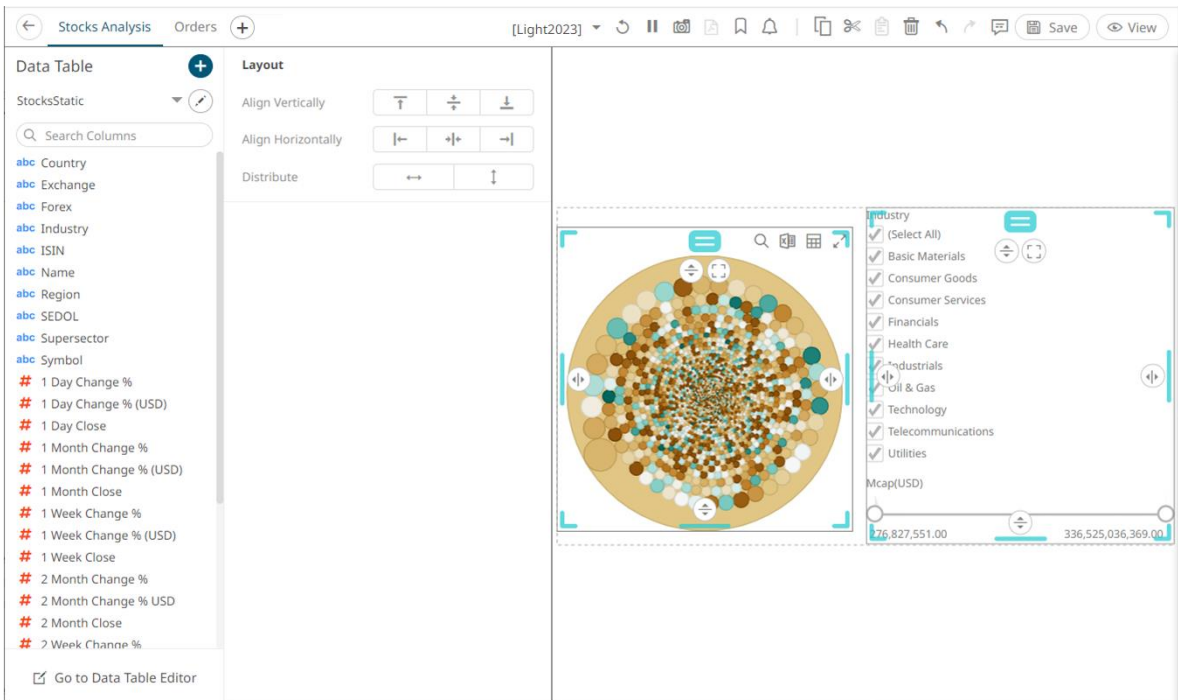 Stocks Analysis Orders [Light2023] Save View
Data Table
StocksStatic
Search Columns
abc Country
abc Exchange
abc Forex
abc Industry
abc ISIN
abc Name
abc Region
abc SEDOL
abc Supersector
abc Symbol
# 1 Day Change %
# 1 Day Change % (USD)
# 1 Day Close
# 1 Month Change %
# 1 Month Change % (USD)
# 1 Month Close
# 1 Week Change %
# 1 Week Change % (USD)
# 1 Week Close
# 2 Month Change %
# 2 Month Change % USD
# 2 Month Close
# 2 Week Change %
Go to Data Table Editor
Layout
Align Vertically
Align Horizontally
Distribute
Industry
(Select All)
Basic Materials
Consumer Goods
Consumer Services
Financials
Health Care
Industrials
Oil & Gas
Technology
Telecommunications
Utilities
Mcap(USD)
276,827,551.00 336,525,036,369.00